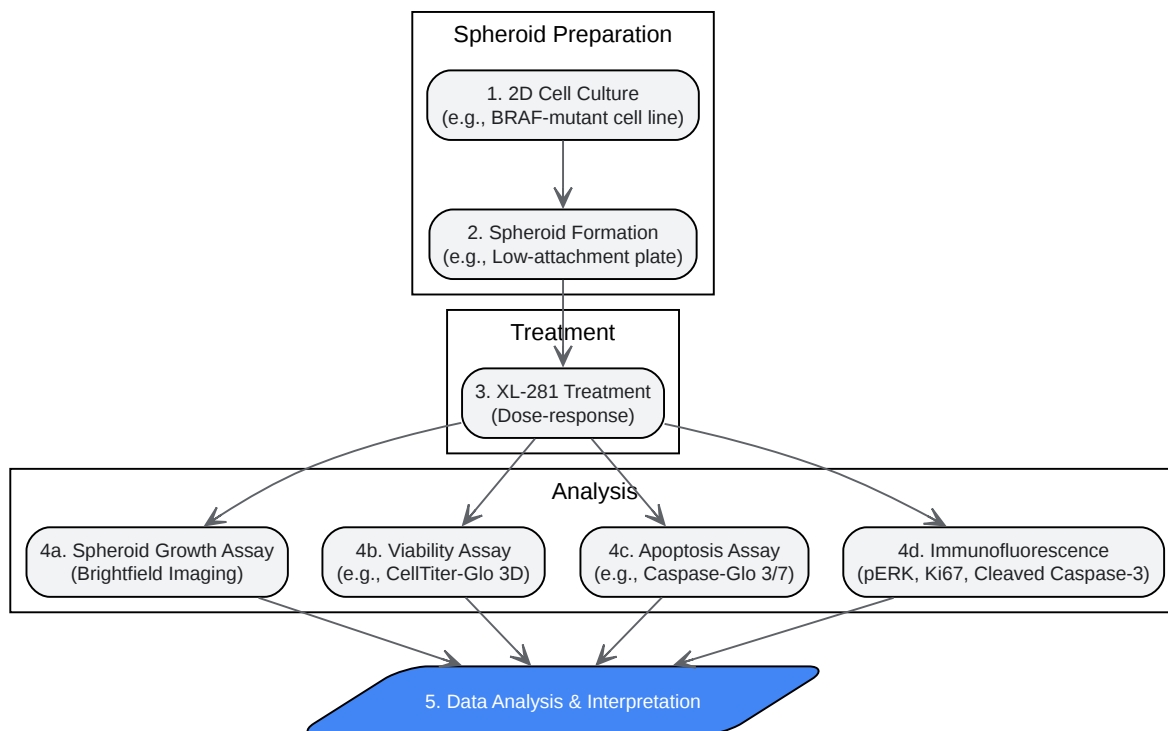 Spheroid Preparation
1. 2D Cell Culture
(e.g., BRAF-mutant cell line)
2. Spheroid Formation
(e.g., Low-attachment plate)
Treatment
3. XL-281 Treatment
(Dose-response)
Analysis
4a. Spheroid Growth Assay
(Brightfield Imaging)
4b. Viability Assay
(e.g., CellTiter-Glo 3D)
4c. Apoptosis Assay
(e.g., Caspase-Glo 3/7)
4d. Immunofluorescence
(pERK, Ki67, Cleaved Caspase-3)
5. Data Analysis & Interpretation